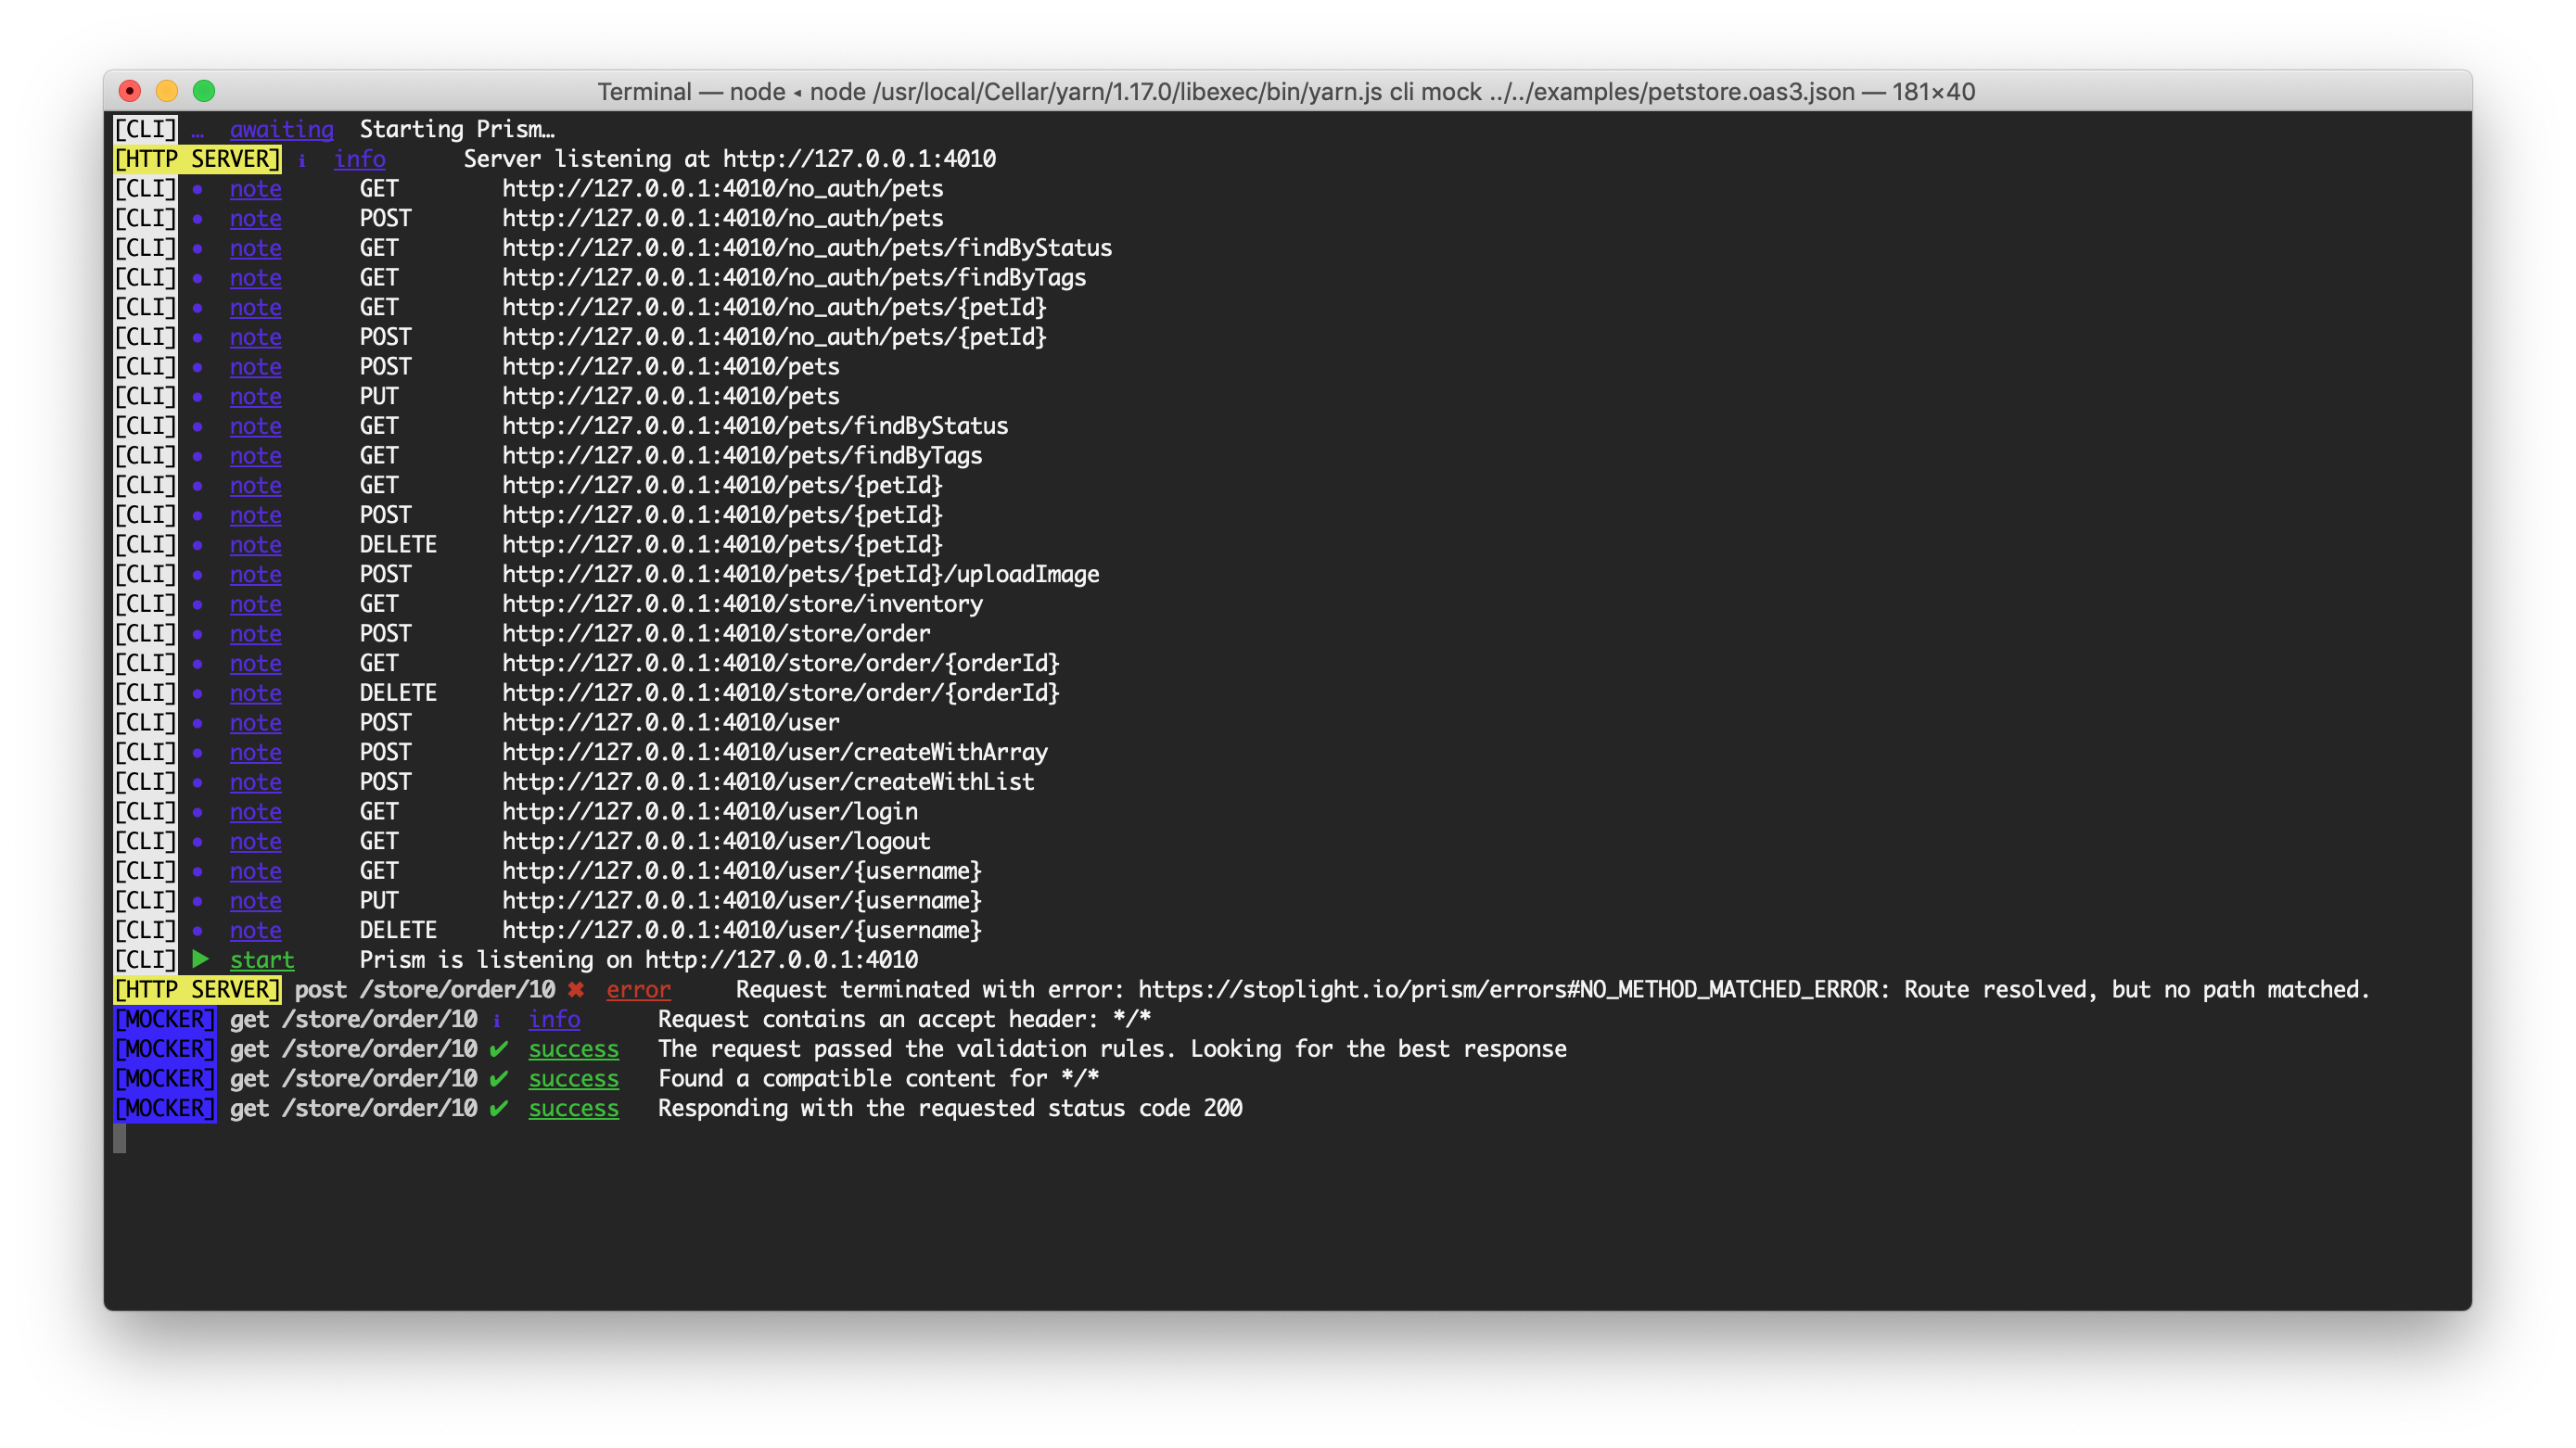 Terminal — node ◂ node /usr/local/Cellar/yarn/1.17.0/libexec/bin/yarn.js cli mock ../../examples/petstore.oas3.json — 181×40
[CLI] … awaiting Starting Prism…
[HTTP SERVER] ℹ info Server listening at http://127.0.0.1:4010
[CLI] • note GET http://127.0.0.1:4010/no_auth/pets
[CLI] • note POST http://127.0.0.1:4010/no_auth/pets
[CLI] • note GET http://127.0.0.1:4010/no_auth/pets/findByStatus
[CLI] • note GET http://127.0.0.1:4010/no_auth/pets/findByTags
[CLI] • note GET http://127.0.0.1:4010/no_auth/pets/{petId}
[CLI] • note POST http://127.0.0.1:4010/no_auth/pets/{petId}
[CLI] • note POST http://127.0.0.1:4010/pets
[CLI] • note PUT http://127.0.0.1:4010/pets
[CLI] • note GET http://127.0.0.1:4010/pets/findByStatus
[CLI] • note GET http://127.0.0.1:4010/pets/findByTags
[CLI] • note GET http://127.0.0.1:4010/pets/{petId}
[CLI] • note POST http://127.0.0.1:4010/pets/{petId}
[CLI] • note DELETE http://127.0.0.1:4010/pets/{petId}
[CLI] • note POST http://127.0.0.1:4010/pets/{petId}/uploadImage
[CLI] • note GET http://127.0.0.1:4010/store/inventory
[CLI] • note POST http://127.0.0.1:4010/store/order
[CLI] • note GET http://127.0.0.1:4010/store/order/{orderId}
[CLI] • note DELETE http://127.0.0.1:4010/store/order/{orderId}
[CLI] • note POST http://127.0.0.1:4010/user
[CLI] • note POST http://127.0.0.1:4010/user/createWithArray
[CLI] • note POST http://127.0.0.1:4010/user/createWithList
[CLI] • note GET http://127.0.0.1:4010/user/login
[CLI] • note GET http://127.0.0.1:4010/user/logout
[CLI] • note GET http://127.0.0.1:4010/user/{username}
[CLI] • note PUT http://127.0.0.1:4010/user/{username}
[CLI] • note DELETE http://127.0.0.1:4010/user/{username}
[CLI] ▶ start Prism is listening on http://127.0.0.1:4010
[HTTP SERVER] post /store/order/10 ✖ error Request terminated with error: https://stoplight.io/prism/errors#NO_METHOD_MATCHED_ERROR: Route resolved, but no path matched.
[MOCKER] get /store/order/10 ℹ info Request contains an accept header: */*
[MOCKER] get /store/order/10 ✔ success The request passed the validation rules. Looking for the best response
[MOCKER] get /store/order/10 ✔ success Found a compatible content for */*
[MOCKER] get /store/order/10 ✔ success Responding with the requested status code 200